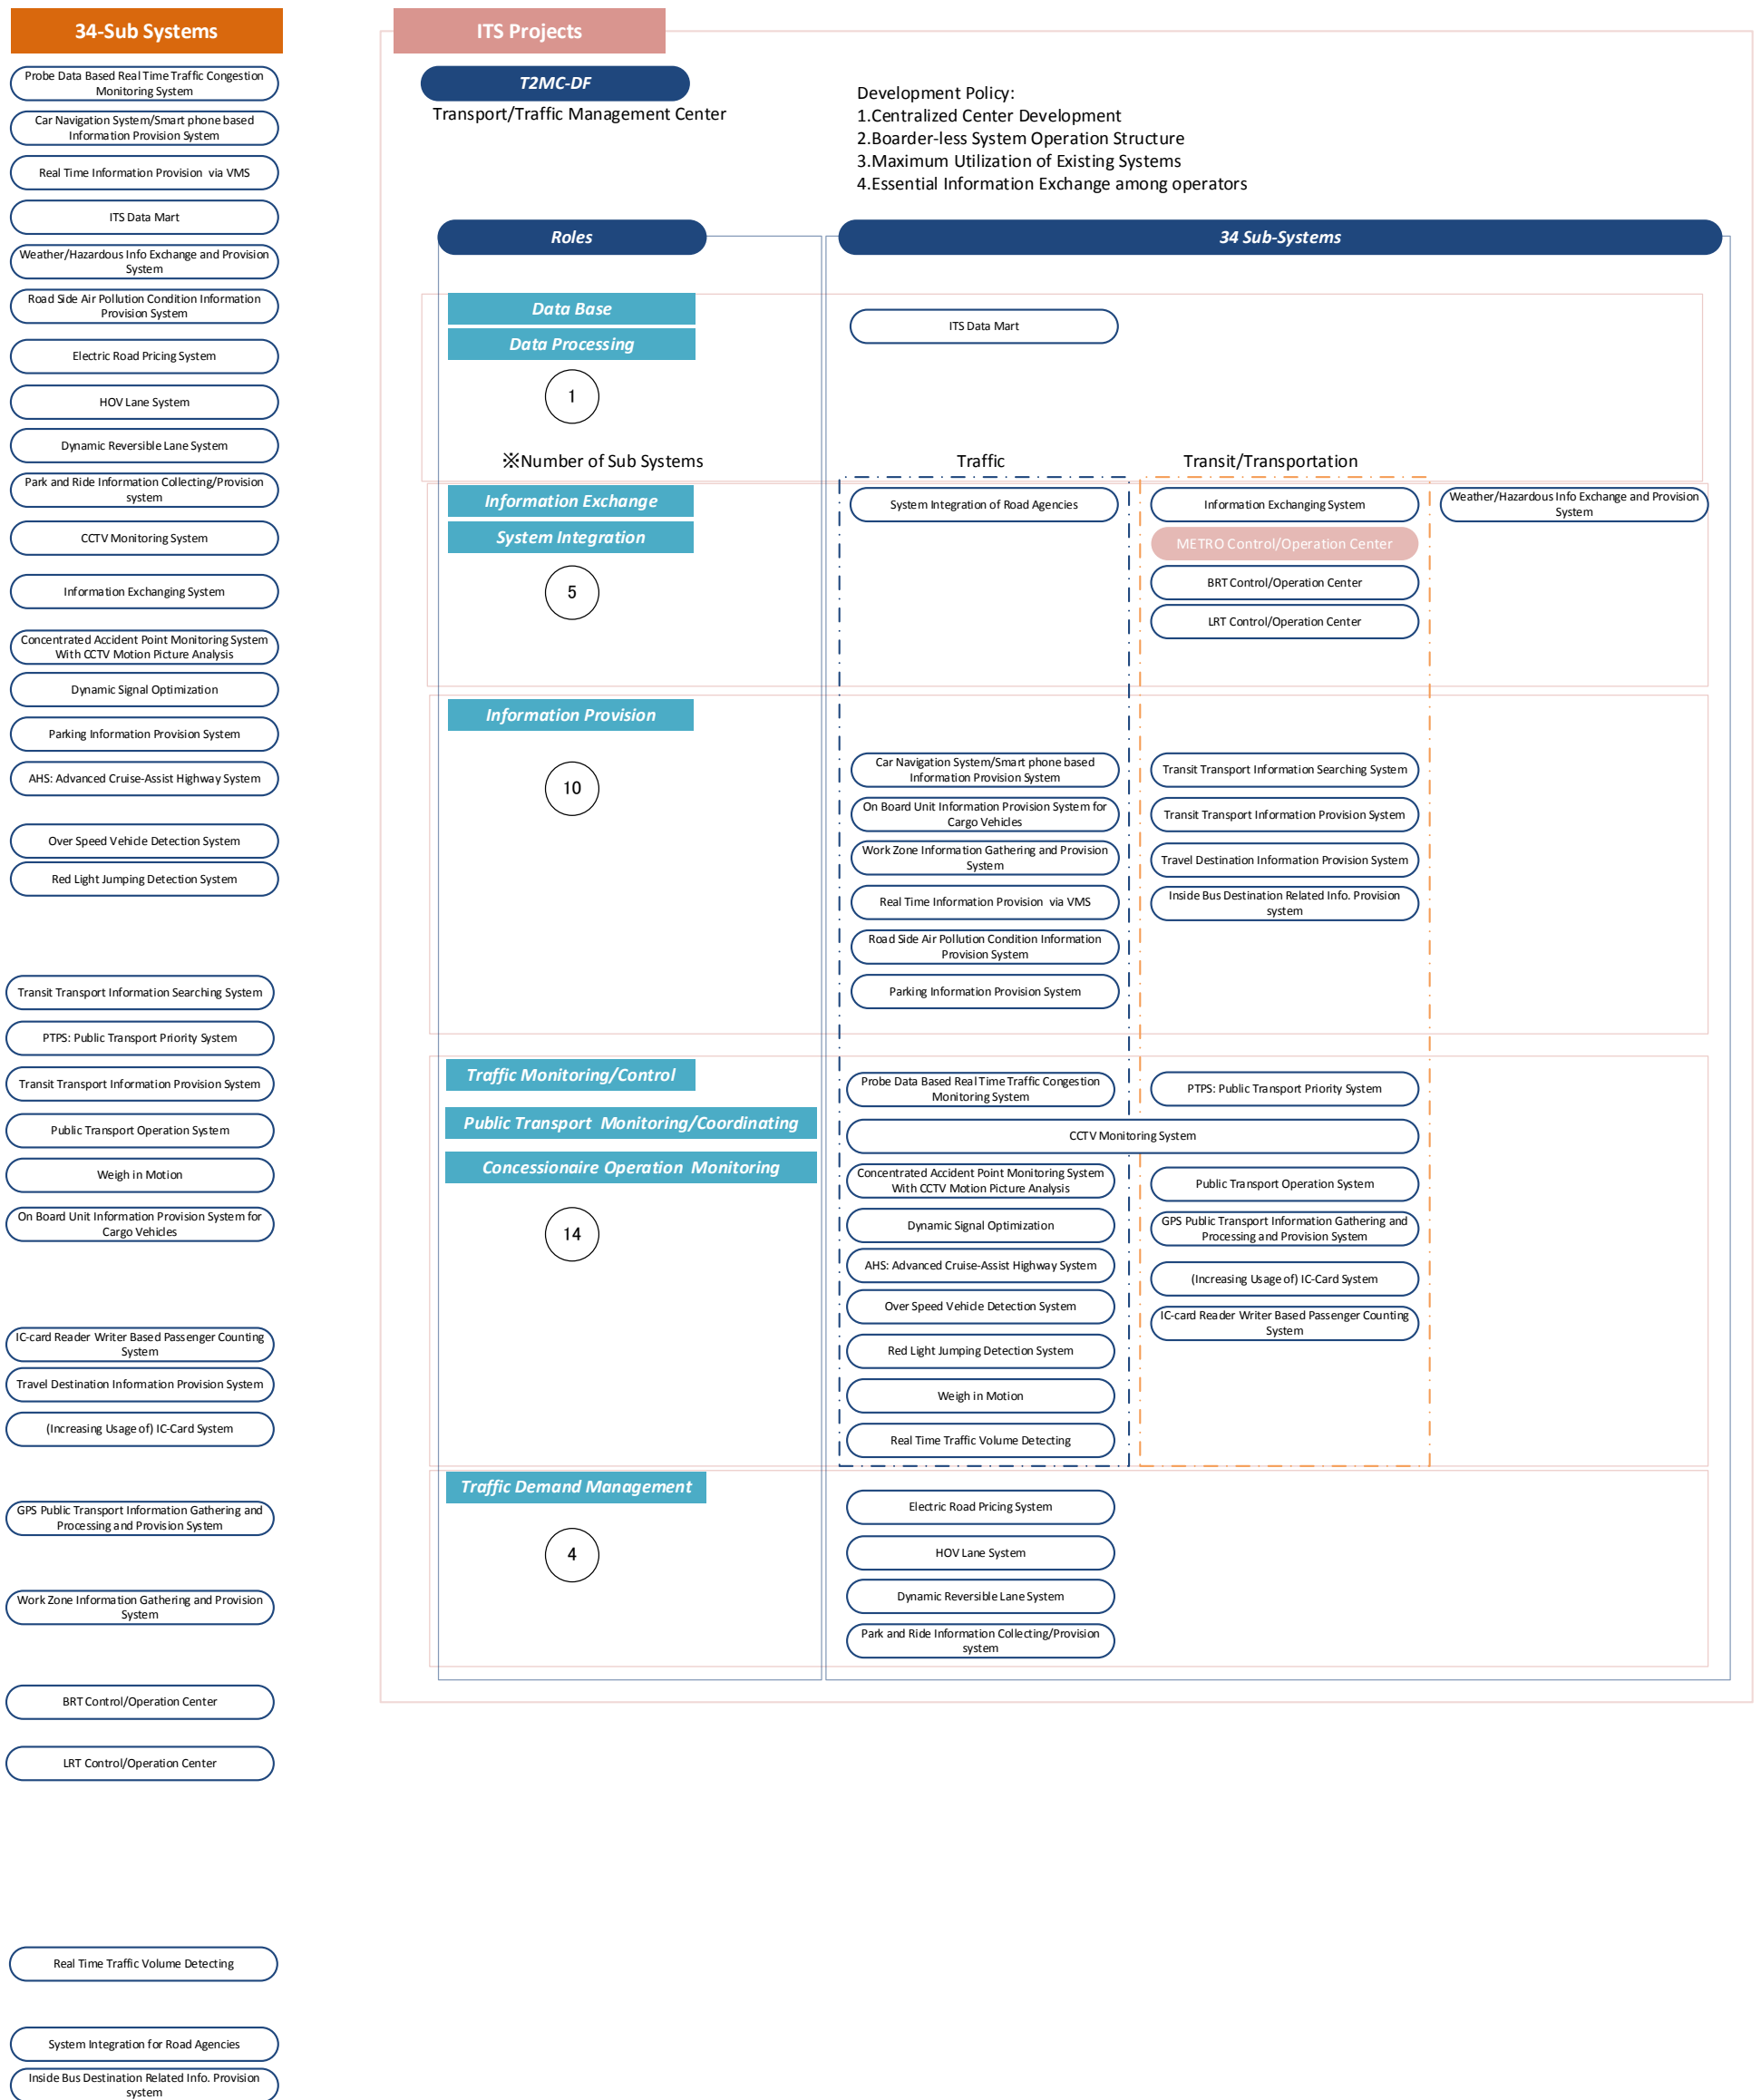 34-Sub Systems
Probe Data Based Real Time Traffic Congestion
Monitoring System
Car Navigation System/Smart phone based
Information Provision System
Real Time Information Provision via VMS
ITS Data Mart
Weather/Hazardous Info Exchange and Provision
System
Road Side Air Pollution Condition Information
Provision System
Electric Road Pricing System
HOV Lane System
Dynamic Reversible Lane System
Park and Ride Information Collecting/Provision
system
CCTV Monitoring System
Information Exchanging System
Concentrated Accident Point Monitoring System
With CCTV Motion Picture Analysis
Dynamic Signal Optimization
Parking Information Provision System
AHS: Advanced Cruise-Assist Highway System
Over Speed Vehicle Detection System
Red Light Jumping Detection System
Transit Transport Information Searching System
PTPS: Public Transport Priority System
Transit Transport Information Provision System
Public Transport Operation System
Weigh in Motion
On Board Unit Information Provision System for
Cargo Vehicles
IC-card Reader Writer Based Passenger Counting
System
Travel Destination Information Provision System
(Increasing Usage of) IC-Card System
GPS Public Transport Information Gathering and
Processing and Provision System
Work Zone Information Gathering and Provision
System
BRT Control/Operation Center
LRT Control/Operation Center
Real Time Traffic Volume Detecting
System Integration for Road Agencies
Inside Bus Destination Related Info. Provision
system
ITS Projects
T2MC-DF
Transport/Traffic Management Center
Development Policy:
1.Centralized Center Development
2.Boarder-less System Operation Structure
3.Maximum Utilization of Existing Systems
4.Essential Information Exchange among operators
Roles
34 Sub-Systems
Data Base
Data Processing
1
※Number of Sub Systems
ITS Data Mart
Traffic
Transit/Transportation
Information Exchange
System Integration
5
System Integration of Road Agencies
Information Exchanging System
METRO Control/Operation Center
BRT Control/Operation Center
LRT Control/Operation Center
Weather/Hazardous Info Exchange and Provision
System
Information Provision
10
Car Navigation System/Smart phone based
Information Provision System
On Board Unit Information Provision System for
Cargo Vehicles
Work Zone Information Gathering and Provision
System
Real Time Information Provision via VMS
Road Side Air Pollution Condition Information
Provision System
Parking Information Provision System
Transit Transport Information Searching System
Transit Transport Information Provision System
Travel Destination Information Provision System
Inside Bus Destination Related Info. Provision
system
Traffic Monitoring/Control
Public Transport Monitoring/Coordinating
Concessionaire Operation Monitoring
14
Probe Data Based Real Time Traffic Congestion
Monitoring System
PTPS: Public Transport Priority System
CCTV Monitoring System
Concentrated Accident Point Monitoring System
With CCTV Motion Picture Analysis
Dynamic Signal Optimization
AHS: Advanced Cruise-Assist Highway System
Over Speed Vehicle Detection System
Red Light Jumping Detection System
Weigh in Motion
Real Time Traffic Volume Detecting
Public Transport Operation System
GPS Public Transport Information Gathering and
Processing and Provision System
(Increasing Usage of) IC-Card System
IC-card Reader Writer Based Passenger Counting
System
Traffic Demand Management
4
Electric Road Pricing System
HOV Lane System
Dynamic Reversible Lane System
Park and Ride Information Collecting/Provision
system